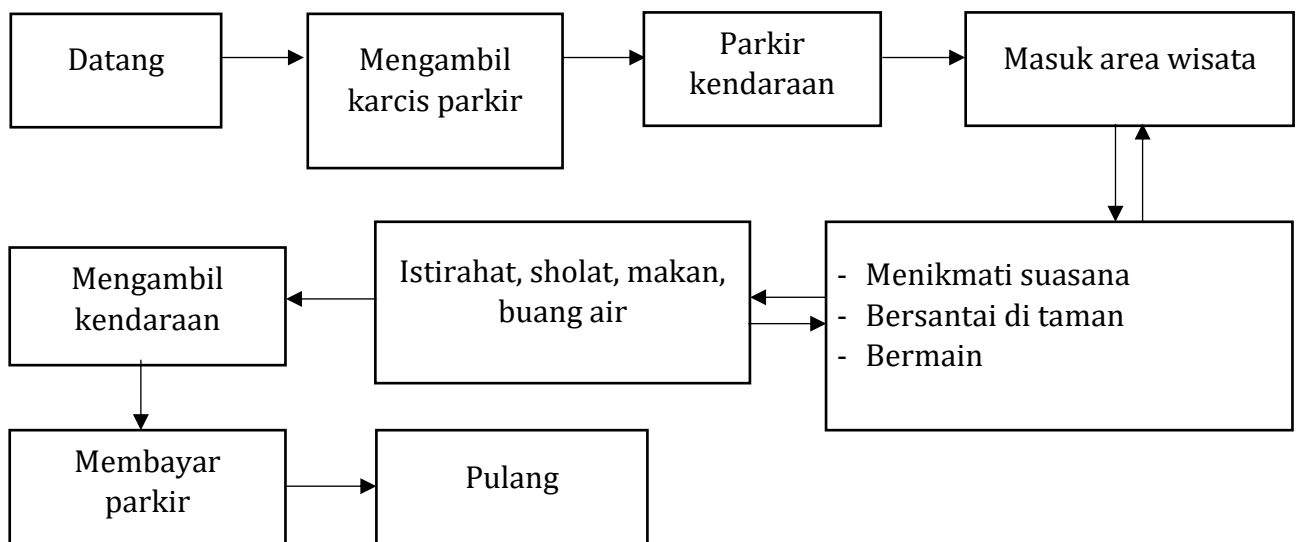 Datang
Mengambil
karcis parkir
Parkir
kendaraan
Masuk area wisata
- Menikmati suasana
- Bersantai di taman
- Bermain
Istirahat, sholat, makan,
buang air
Mengambil
kendaraan
Membayar
parkir
Pulang